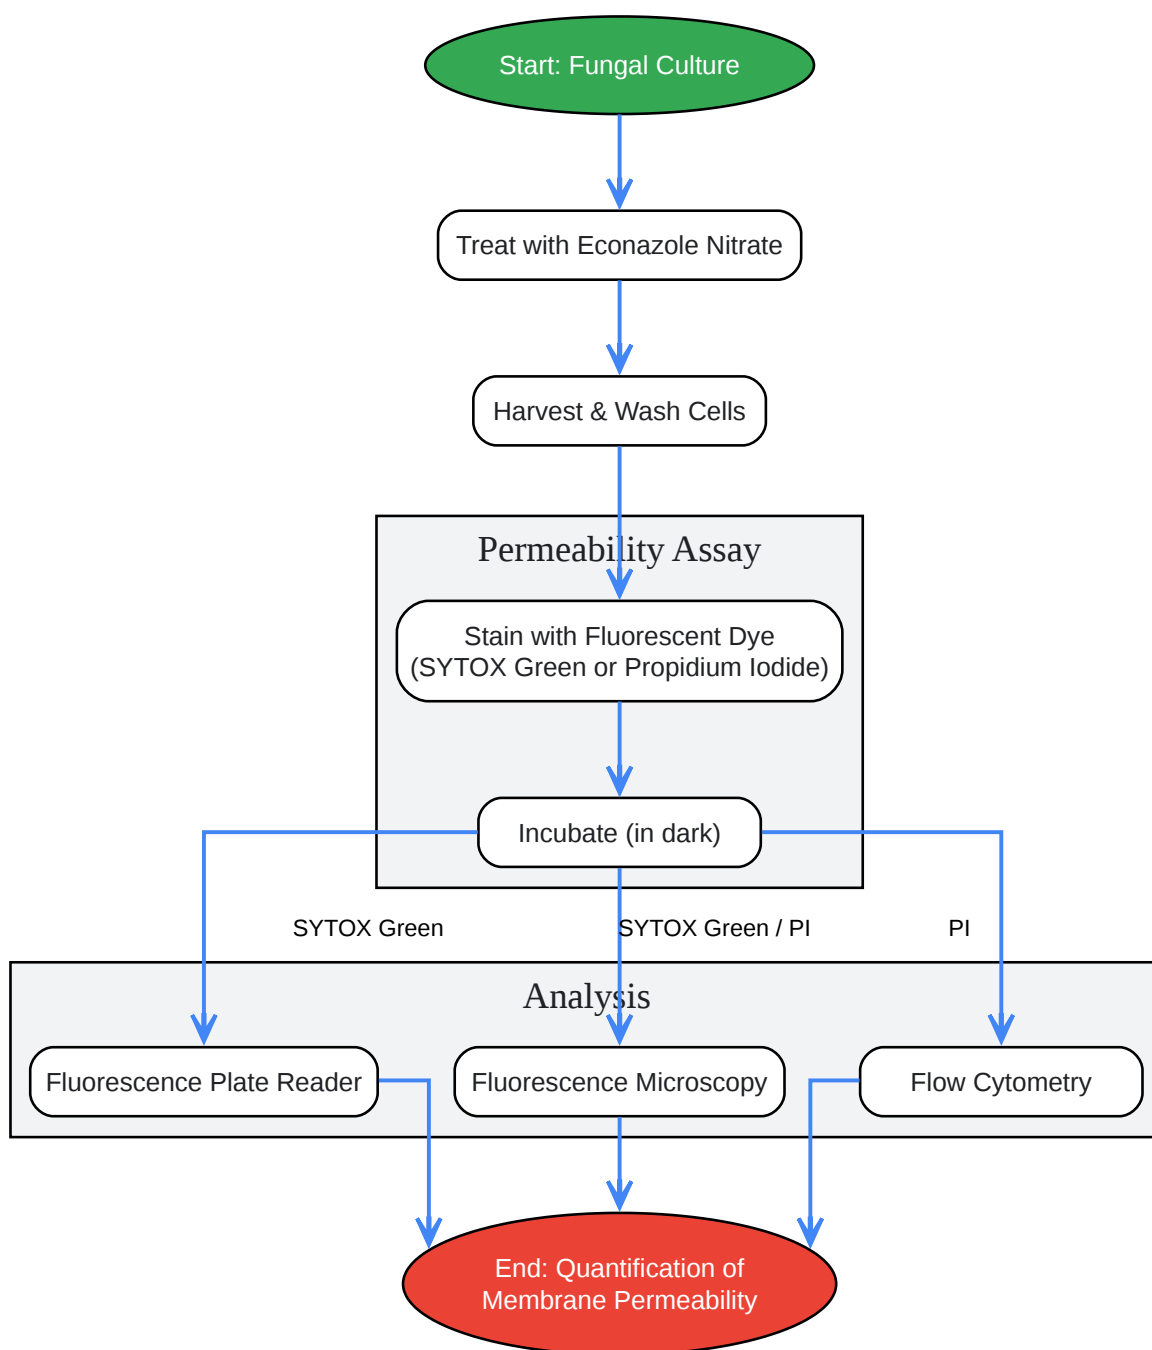 Start: Fungal Culture
Treat with Econazole Nitrate
Harvest & Wash Cells
Permeability Assay
Stain with Fluorescent Dye
(SYTOX Green or Propidium Iodide)
Incubate (in dark)
SYTOX Green
SYTOX Green / PI
PI
Analysis
Fluorescence Plate Reader
Fluorescence Microscopy
Flow Cytometry
End: Quantification of
Membrane Permeability